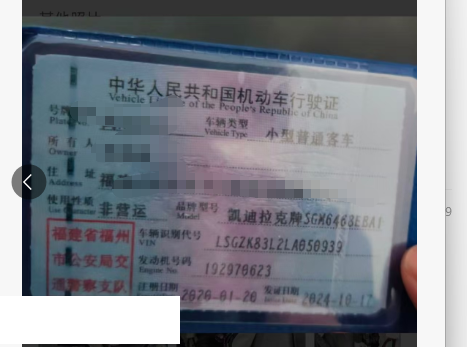 中华人民共和国机动车行驶证
Vehicle License of the People's Republic of China
号牌
车辆类型 小型普通客车
Vehicle Type
所有人
Owner
住址
Address
使用性质 非营运 品牌型号 凯迪拉克牌SGM6463EBA1
Use Character Model
福建省福州 车辆识别代号 LSGZK83L2LA050939
VIN
市公安局交 发动机号码 192970623
Engine No.
通警察支队 注册日期 2020-01-20 发证日期 2024-10-17
9